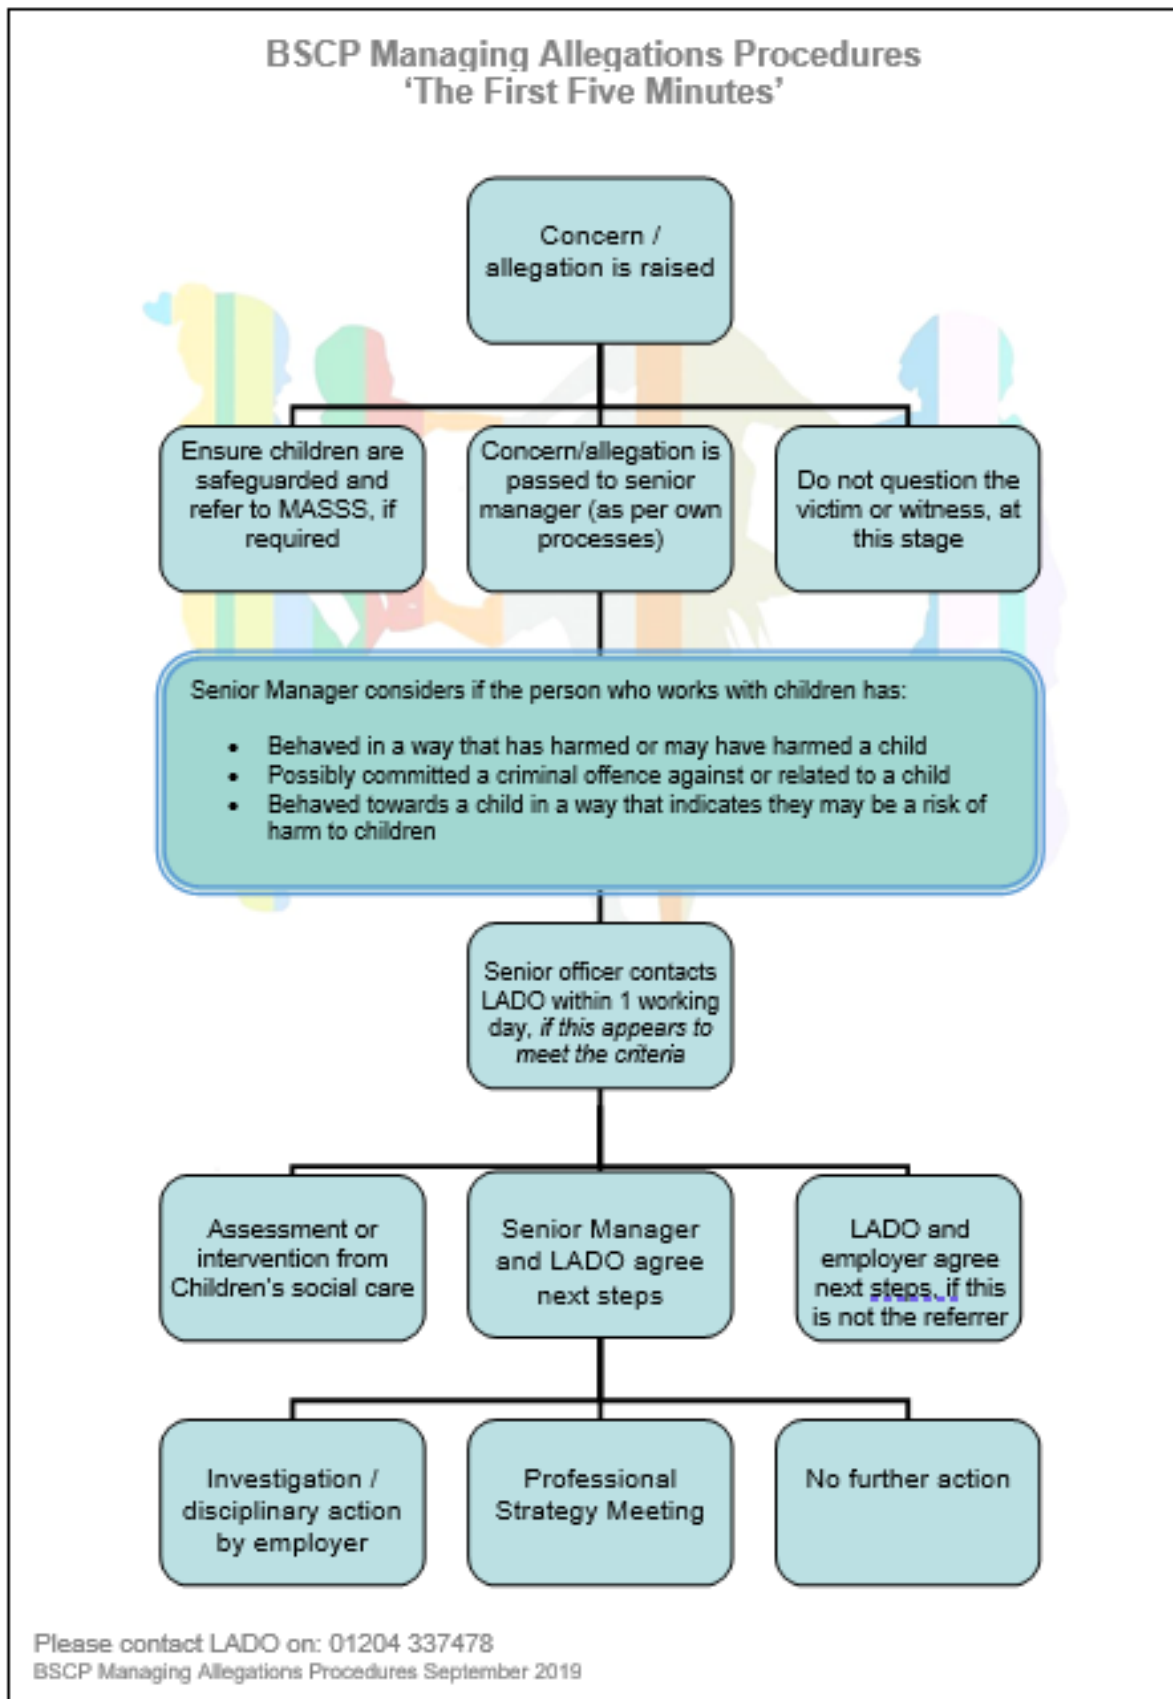 BSCP Managing Allegations Procedures
‘The First Five Minutes’
Concern /
allegation is raised
Ensure children are
safeguarded and
refer to MASSS, if
required
Concern/allegation is
passed to senior
manager (as per own
processes)
Do not question the
victim or witness, at
this stage
Senior Manager considers if the person who works with children has:
• Behaved in a way that has harmed or may have harmed a child
• Possibly committed a criminal offence against or related to a child
• Behaved towards a child in a way that indicates they may be a risk of
harm to children
Senior officer contacts
LADO within 1 working
day, if this appears to
meet the criteria
Assessment or
intervention from
Children's social care
Senior Manager
and LADO agree
next steps
LADO and
employer agree
next steps, if this
is not the referrer
Investigation /
disciplinary action
by employer
Professional
Strategy Meeting
No further action
Please contact LADO on: 01204 337478
BSCP Managing Allegations Procedures September 2019